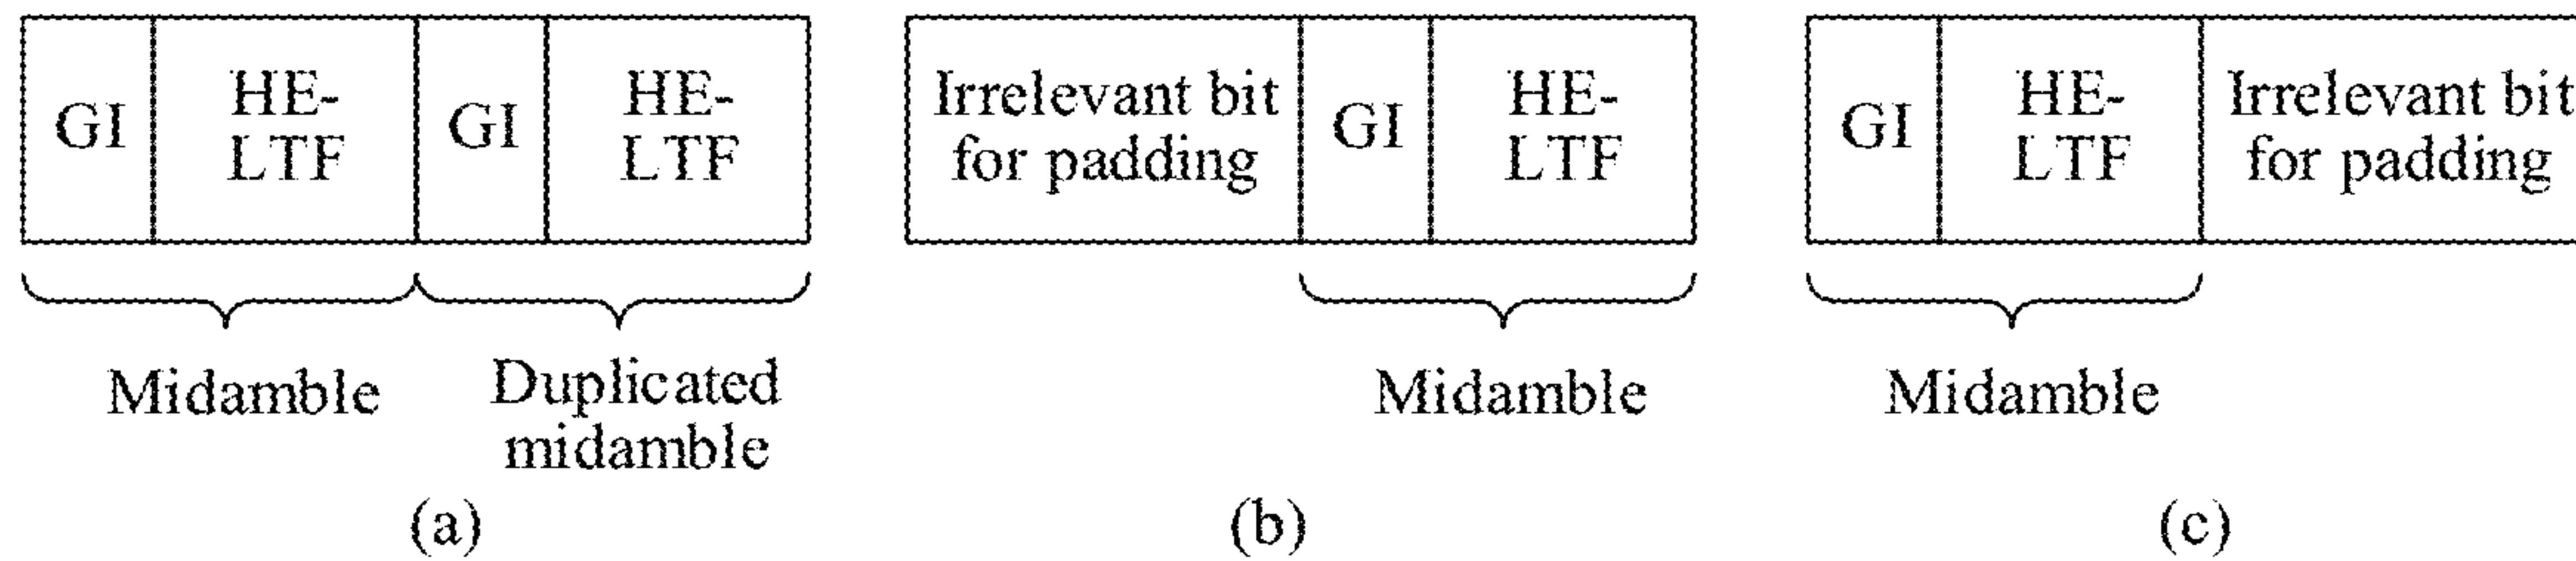 GI
HE-
LTF
GI
HE-
LTF
Midamble
Duplicated
midamble
(a)
Irrelevant bit
for padding
GI
HE-
LTF
Midamble
(b)
GI
HE-
LTF
Irrelevant bit
for padding
Midamble
(c)